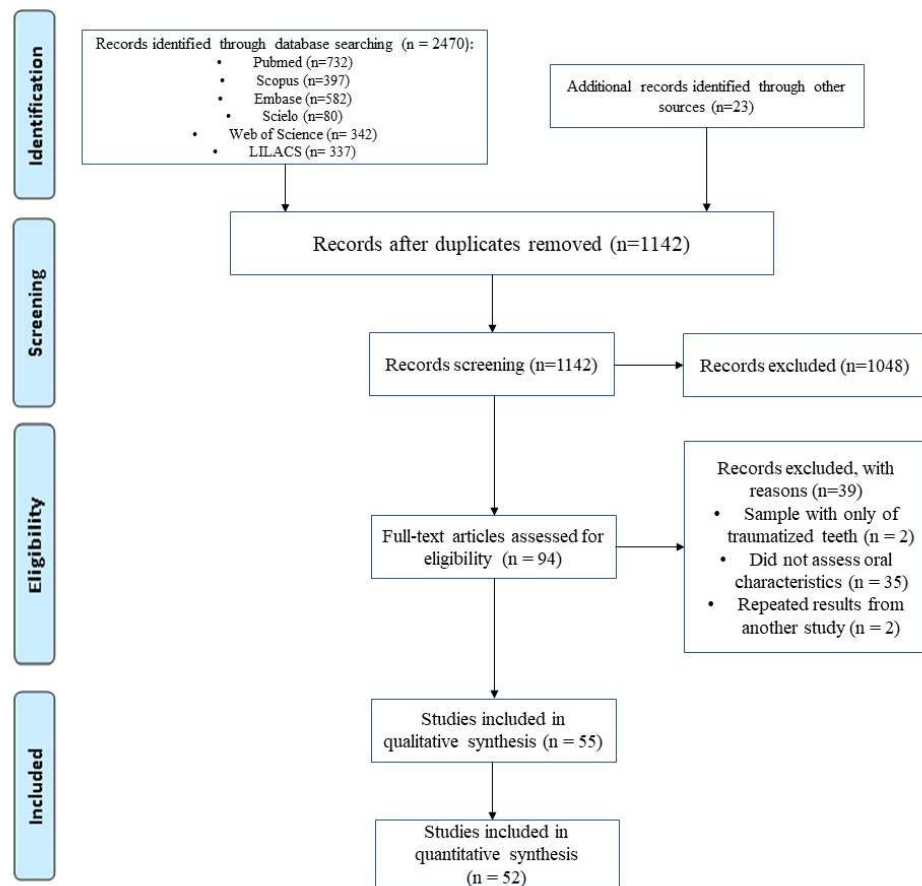 Identification
Records identified through database searching (n = 2470):
• Pubmed (n=732)
• Scopus (n=397)
• Embase (n=582)
• Scielo (n=80)
• Web of Science (n= 342)
• LILACS (n= 337)
Additional records identified through other
sources (n=23)
Screening
Records after duplicates removed (n=1142)
Records screening (n=1142)
Records excluded (n=1048)
Eligibility
Full-text articles assessed for
eligibility (n = 94)
Records excluded, with
reasons (n=39)
• Sample with only of
traumatized teeth (n = 2)
• Did not assess oral
characteristics (n = 35)
• Repeated results from
another study (n = 2)
Included
Studies included in
qualitative synthesis (n = 55)
Studies included in
quantitative synthesis
(n = 52)